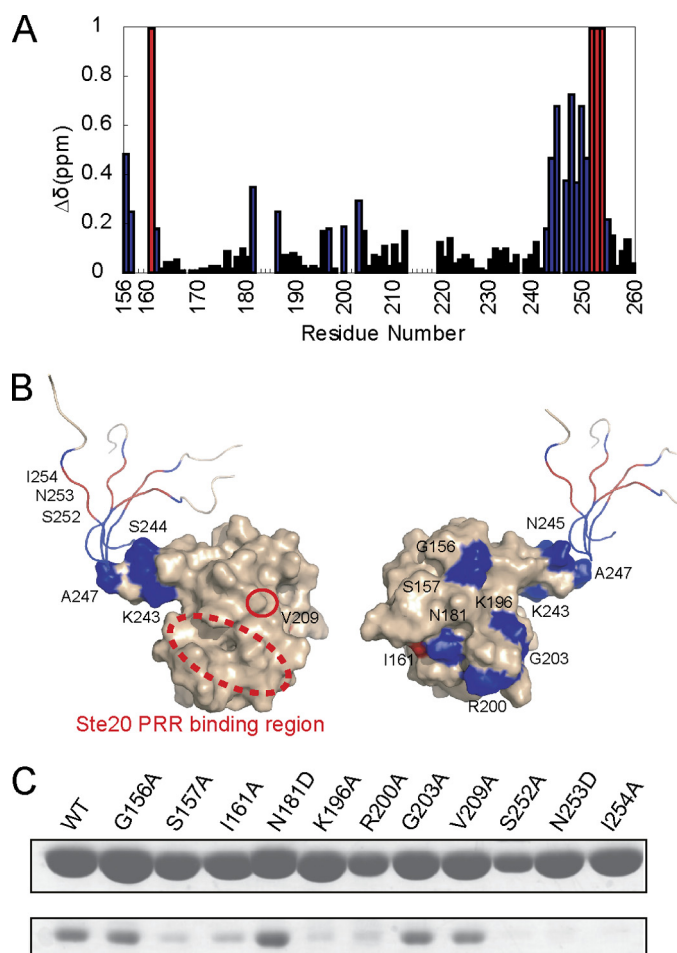 A
1
0.8
0.6
0.4
0.2
0
Δδ(ppm)
156
160
170
180
190
200
210
220
230
240
250
260
Residue Number
B
I254
N253
S252
S244
A247
K243
V209
Ste20 PRR binding region
G156
N245
S157
A247
K196
N181
K243
I161
G203
R200
C
WT
G156A
S157A
I161A
N181D
K196A
R200A
G203A
V209A
S252A
N253D
I254A